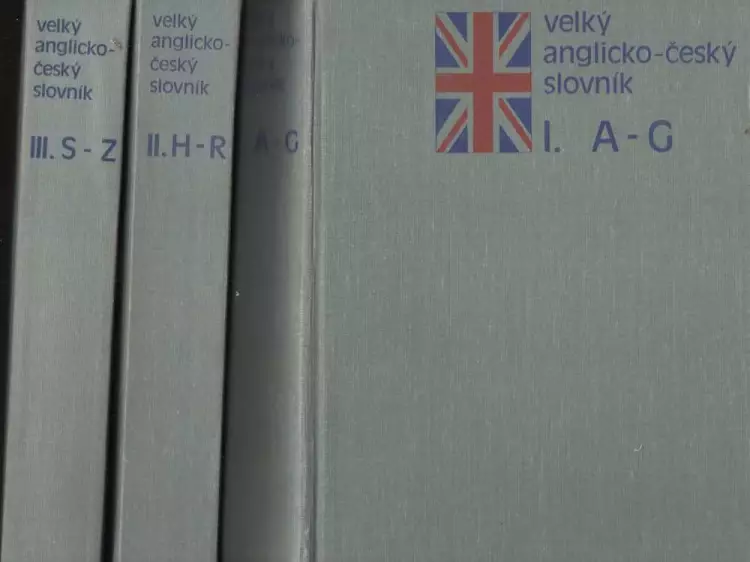 velký
anglicko-
český
slovník
III. S - Z
velký
anglicko-
český
slovník
II. H - R
A - G
velký
anglicko-český
slovník
I. A - G